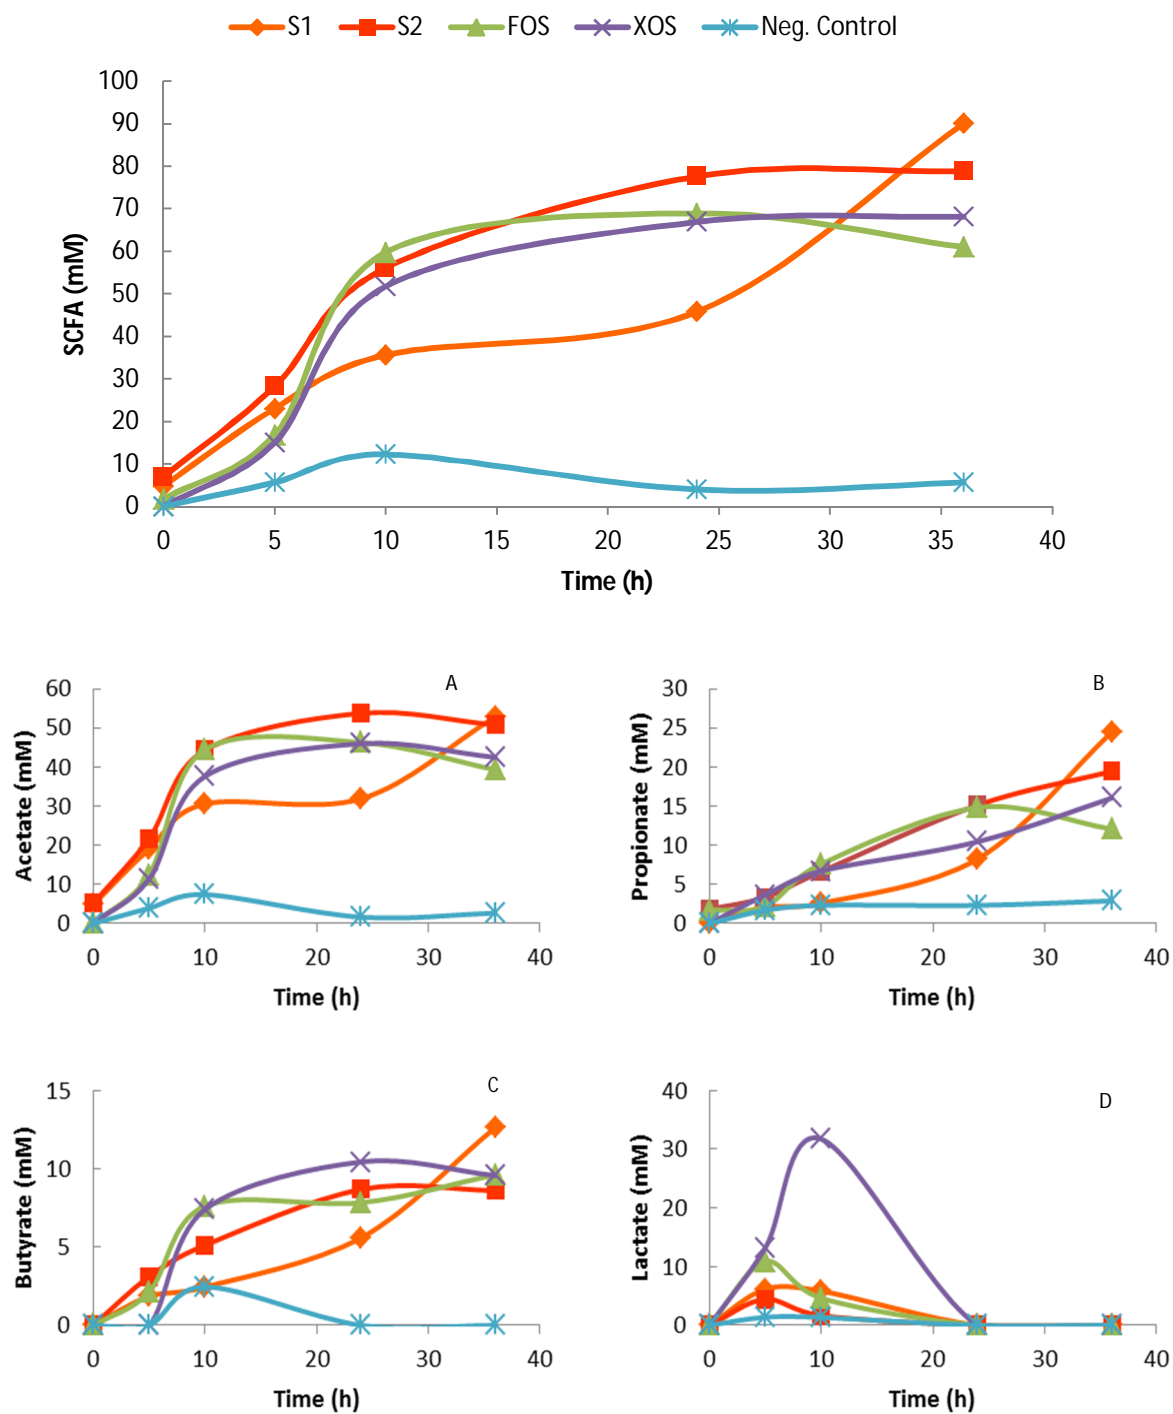 S1 S2 FOS XOS Neg. Control
100
90
80
70
60
50
40
30
20
10
0
SCFA (mM)
0 5 10 15 20 25 30 35 40
Time (h)
A
60
50
40
30
20
10
0
Acetate (mM)
0 10 20 30 40
Time (h)
B
30
25
20
15
10
5
0
Propionate (mM)
0 10 20 30 40
Time (h)
C
15
10
5
0
Butyrate (mM)
0 10 20 30 40
Time (h)
D
40
30
20
10
0
Lactate (mM)
0 10 20 30 40
Time (h)